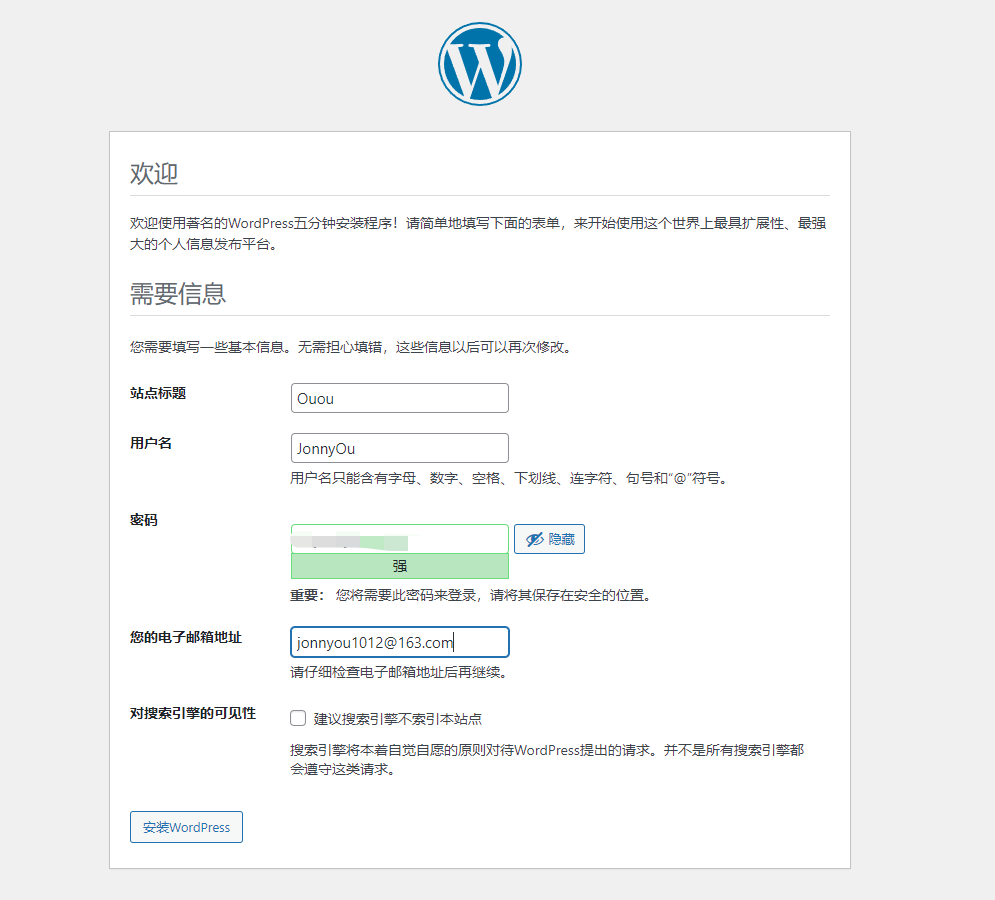 欢迎
欢迎使用著名的WordPress五分钟安装程序！请简单地填写下面的表单，来开始使用这个世界上最具扩展性、最强
大的个人信息发布平台。
需要信息
您需要填写一些基本信息。无需担心填错，这些信息以后可以再次修改。
站点标题
Ouou
用户名
JonnyOu
用户名只能含有字母、数字、空格、下划线、连字符、句号和“@”符号。
密码
隐藏
强
重要： 您将需要此密码来登录，请将其保存在安全的位置。
您的电子邮箱地址
jonnyou1012@163.com
请仔细检查电子邮箱地址后再继续。
对搜索引擎的可见性
建议搜索引擎不索引本站点
搜索引擎将本着自觉自愿的原则对待WordPress提出的请求。并不是所有搜索引擎都
会遵守这类请求。
安装WordPress